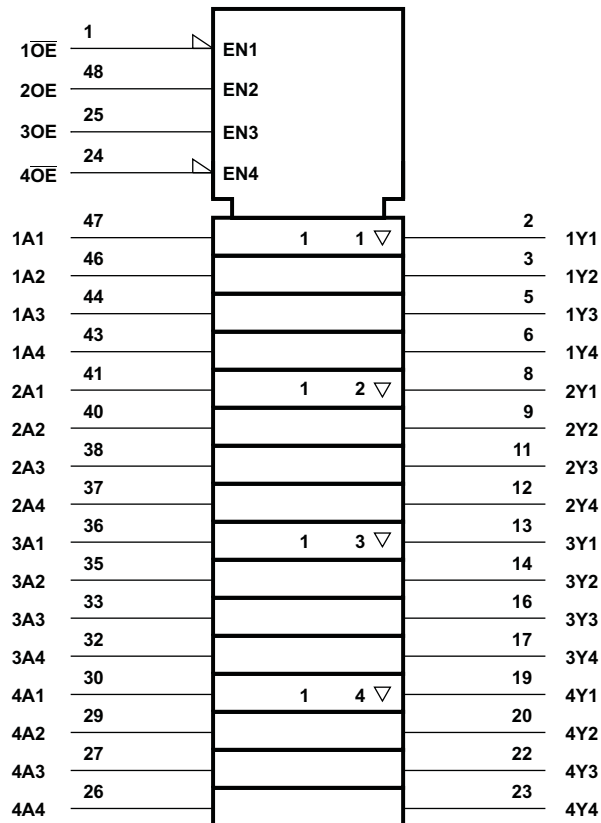 1OE 1 EN1
2OE 48 EN2
3OE 25 EN3
4OE 24 EN4
1A1 47 1 1 ▽ 2 1Y1
1A2 46 3 1Y2
1A3 44 5 1Y3
1A4 43 6 1Y4
2A1 41 1 2 ▽ 8 2Y1
2A2 40 9 2Y2
2A3 38 11 2Y3
2A4 37 12 2Y4
3A1 36 1 3 ▽ 13 3Y1
3A2 35 14 3Y2
3A3 33 16 3Y3
3A4 32 17 3Y4
4A1 30 1 4 ▽ 19 4Y1
4A2 29 20 4Y2
4A3 27 22 4Y3
4A4 26 23 4Y4